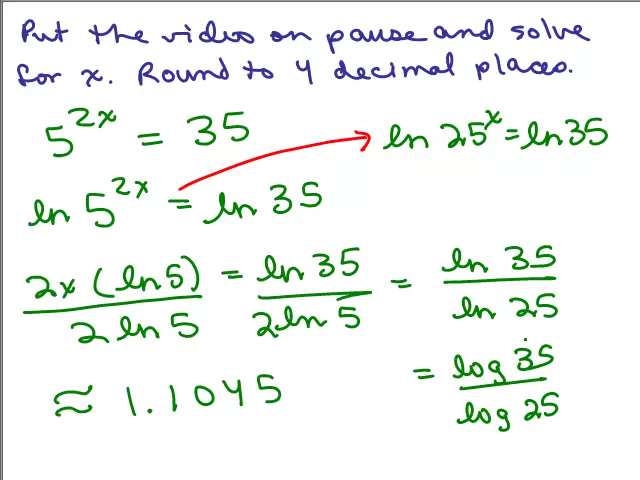 Put the video on pause and solve
for x. Round to 4 decimal places.
5^{2x} = 35
ln 25^x = ln 35
ln 5^{2x} = ln 35
2x (ln 5) / 2 ln 5 = ln 35 / 2 ln 5 = ln 35 / ln 25
= log 35 / log 25
≈ 1.1045